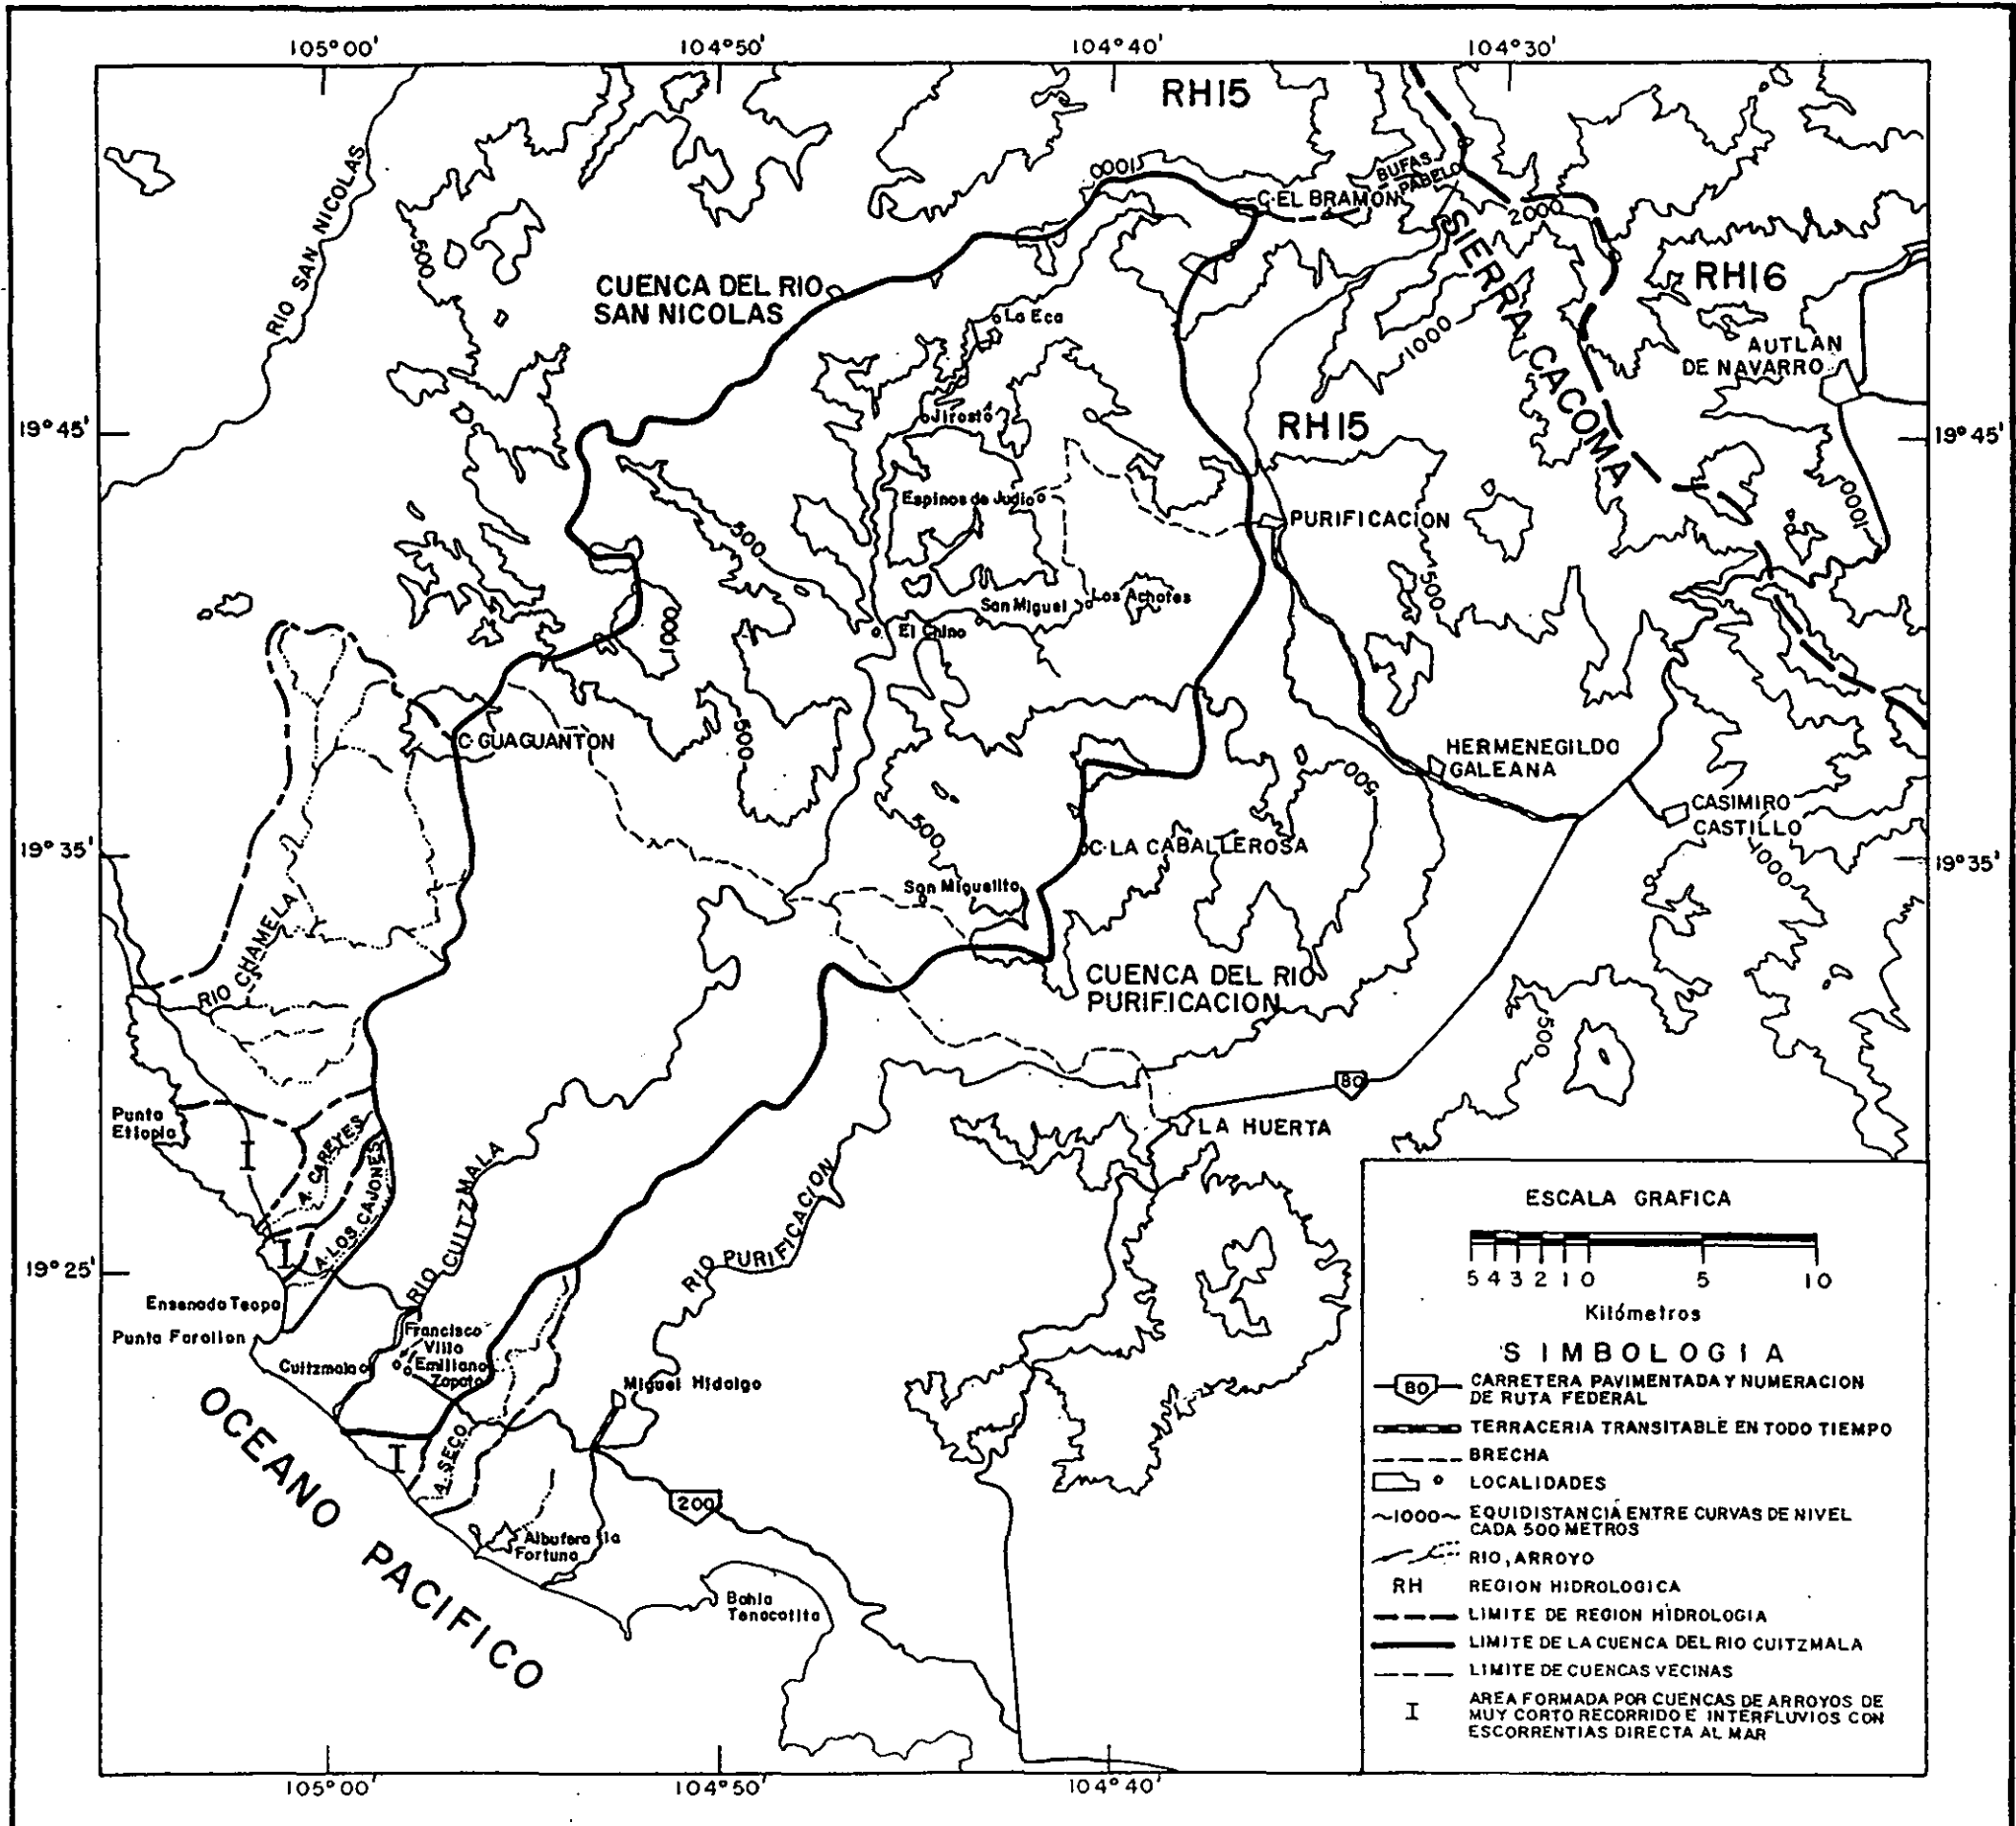 105°00'
104°50'
104°40'
104°30'
RH15
RIO SAN NICOLAS
1000
BUFAS
PABELO
C·EL BRAMON
2000
SIERRA CACOMA
500
CUENCA DEL RIO
SAN NICOLAS
RH16
La Eca
1000
AUTLAN
DE NAVARRO
19°45'
Jirosto
RH15
19°45'
Espinos de Judio
500
PURIFICACION
1000
500
San Miguel
Los Achotes
El Chino
1000
C·GUAGUANTON
500
HERMENEGILDO
GALEANA
500
CASIMIRO
CASTILLO
19°35'
500
C·LA CABALLEROSA
1000
19°35'
San Miguelito
RIO CHAMELA
CUENCA DEL RIO
PURIFICACION
500
80
Punta
Etiopia
A. CAREYES
LA HUERTA
I
A. LOS CAJONES
RIO CUITZMALA
RIO PURIFICACION
I
19°25'
Ensenada Teopa
Punta Farollon
Francisco
Villa
Cuitzmala
Emiliano
Zapata
Miguel Hidalgo
OCEANO PACIFICO
I
A. SECO
200
Albufera la
Fortuna
Bahia
Tenacatita
ESCALA GRAFICA
5 4 3 2 1 0 5 10
Kilómetros
SIMBOLOGIA
80 CARRETERA PAVIMENTADA Y NUMERACION
DE RUTA FEDERAL
TERRACERIA TRANSITABLE EN TODO TIEMPO
BRECHA
LOCALIDADES
~1000~ EQUIDISTANCIA ENTRE CURVAS DE NIVEL
CADA 500 METROS
RIO, ARROYO
RH REGION HIDROLOGICA
LIMITE DE REGION HIDROLOGIA
LIMITE DE LA CUENCA DEL RIO CUITZMALA
LIMITE DE CUENCAS VECINAS
I AREA FORMADA POR CUENCAS DE ARROYOS DE
MUY CORTO RECORRIDO E INTERFLUVIOS CON
ESCORRENTIAS DIRECTA AL MAR
105°00'
104°50'
104°40'